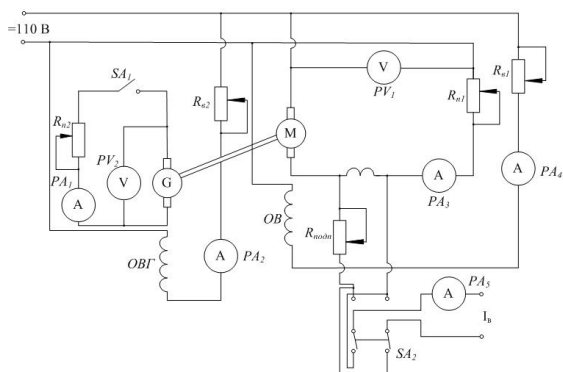 =110 В
SA₁
Rп2
PA₁
A
PV₂
V
G
ОВГ
Rв2
A
PA₂
M
V
PV₁
Rп1
Rв1
A
PA₃
A
PA₄
ОВ
Rподп
A
PA₅
Iв
SA₂